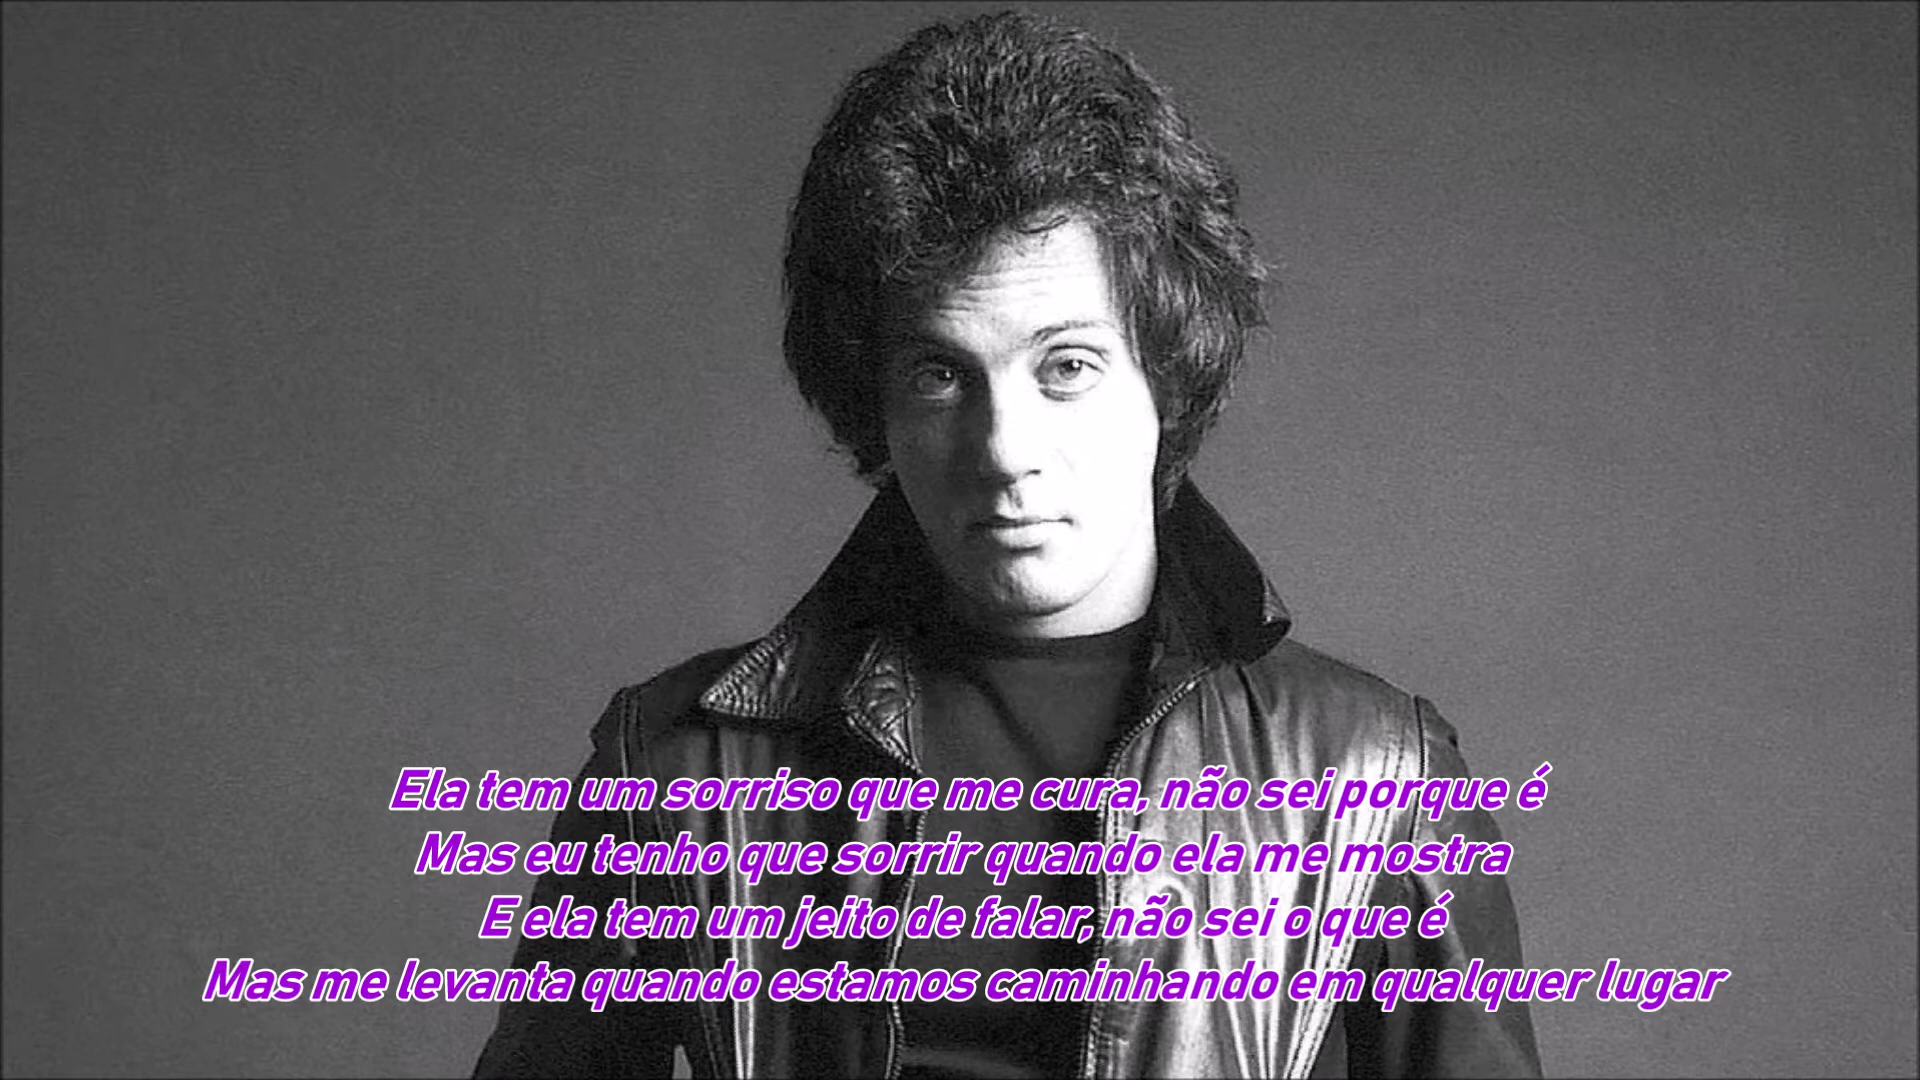 Ela tem um sorriso que me cura, não sei porque é
Mas eu tenho que sorrir quando ela me mostra
E ela tem um jeito de falar, não sei o que é
Mas me levanta quando estamos caminhando em qualquer lugar